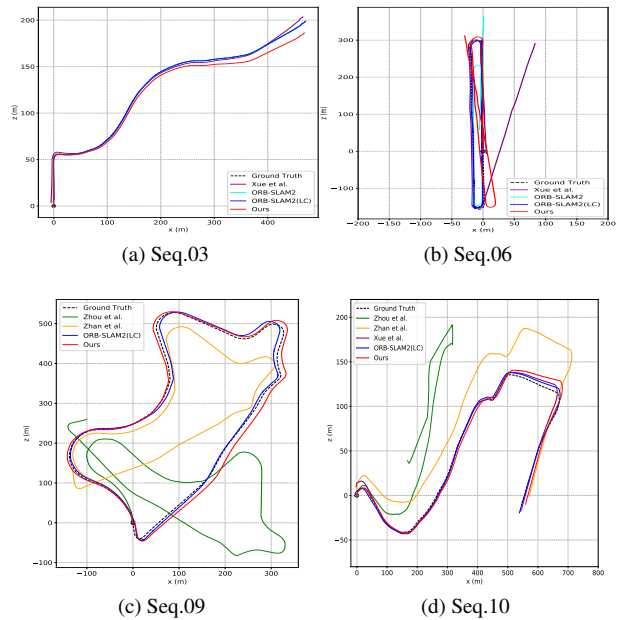 200
150
100
50
0
z (m)
0
100
200
300
400
500
x (m)
Ground Truth
Xue et al.
ORB-SLAM2
ORB-SLAM2(LC)
Ours
(a) Seq.03
300
200
100
0
−100
z (m)
−200
−150
−100
−50
0
50
100
150
200
x (m)
Ground Truth
Xue et al.
ORB-SLAM2
ORB-SLAM2(LC)
Ours
(b) Seq.06
500
400
300
200
100
0
−100
z (m)
−100
0
100
200
300
x (m)
Ground Truth
Zhou et al.
Zhan et al.
ORB-SLAM2(LC)
Ours
(c) Seq.09
200
150
100
50
0
−50
z (m)
0
100
200
300
400
500
600
700
800
x (m)
Ground Truth
Zhou et al.
Zhan et al.
Xue et al.
ORB-SLAM2(LC)
Ours
(d) Seq.10